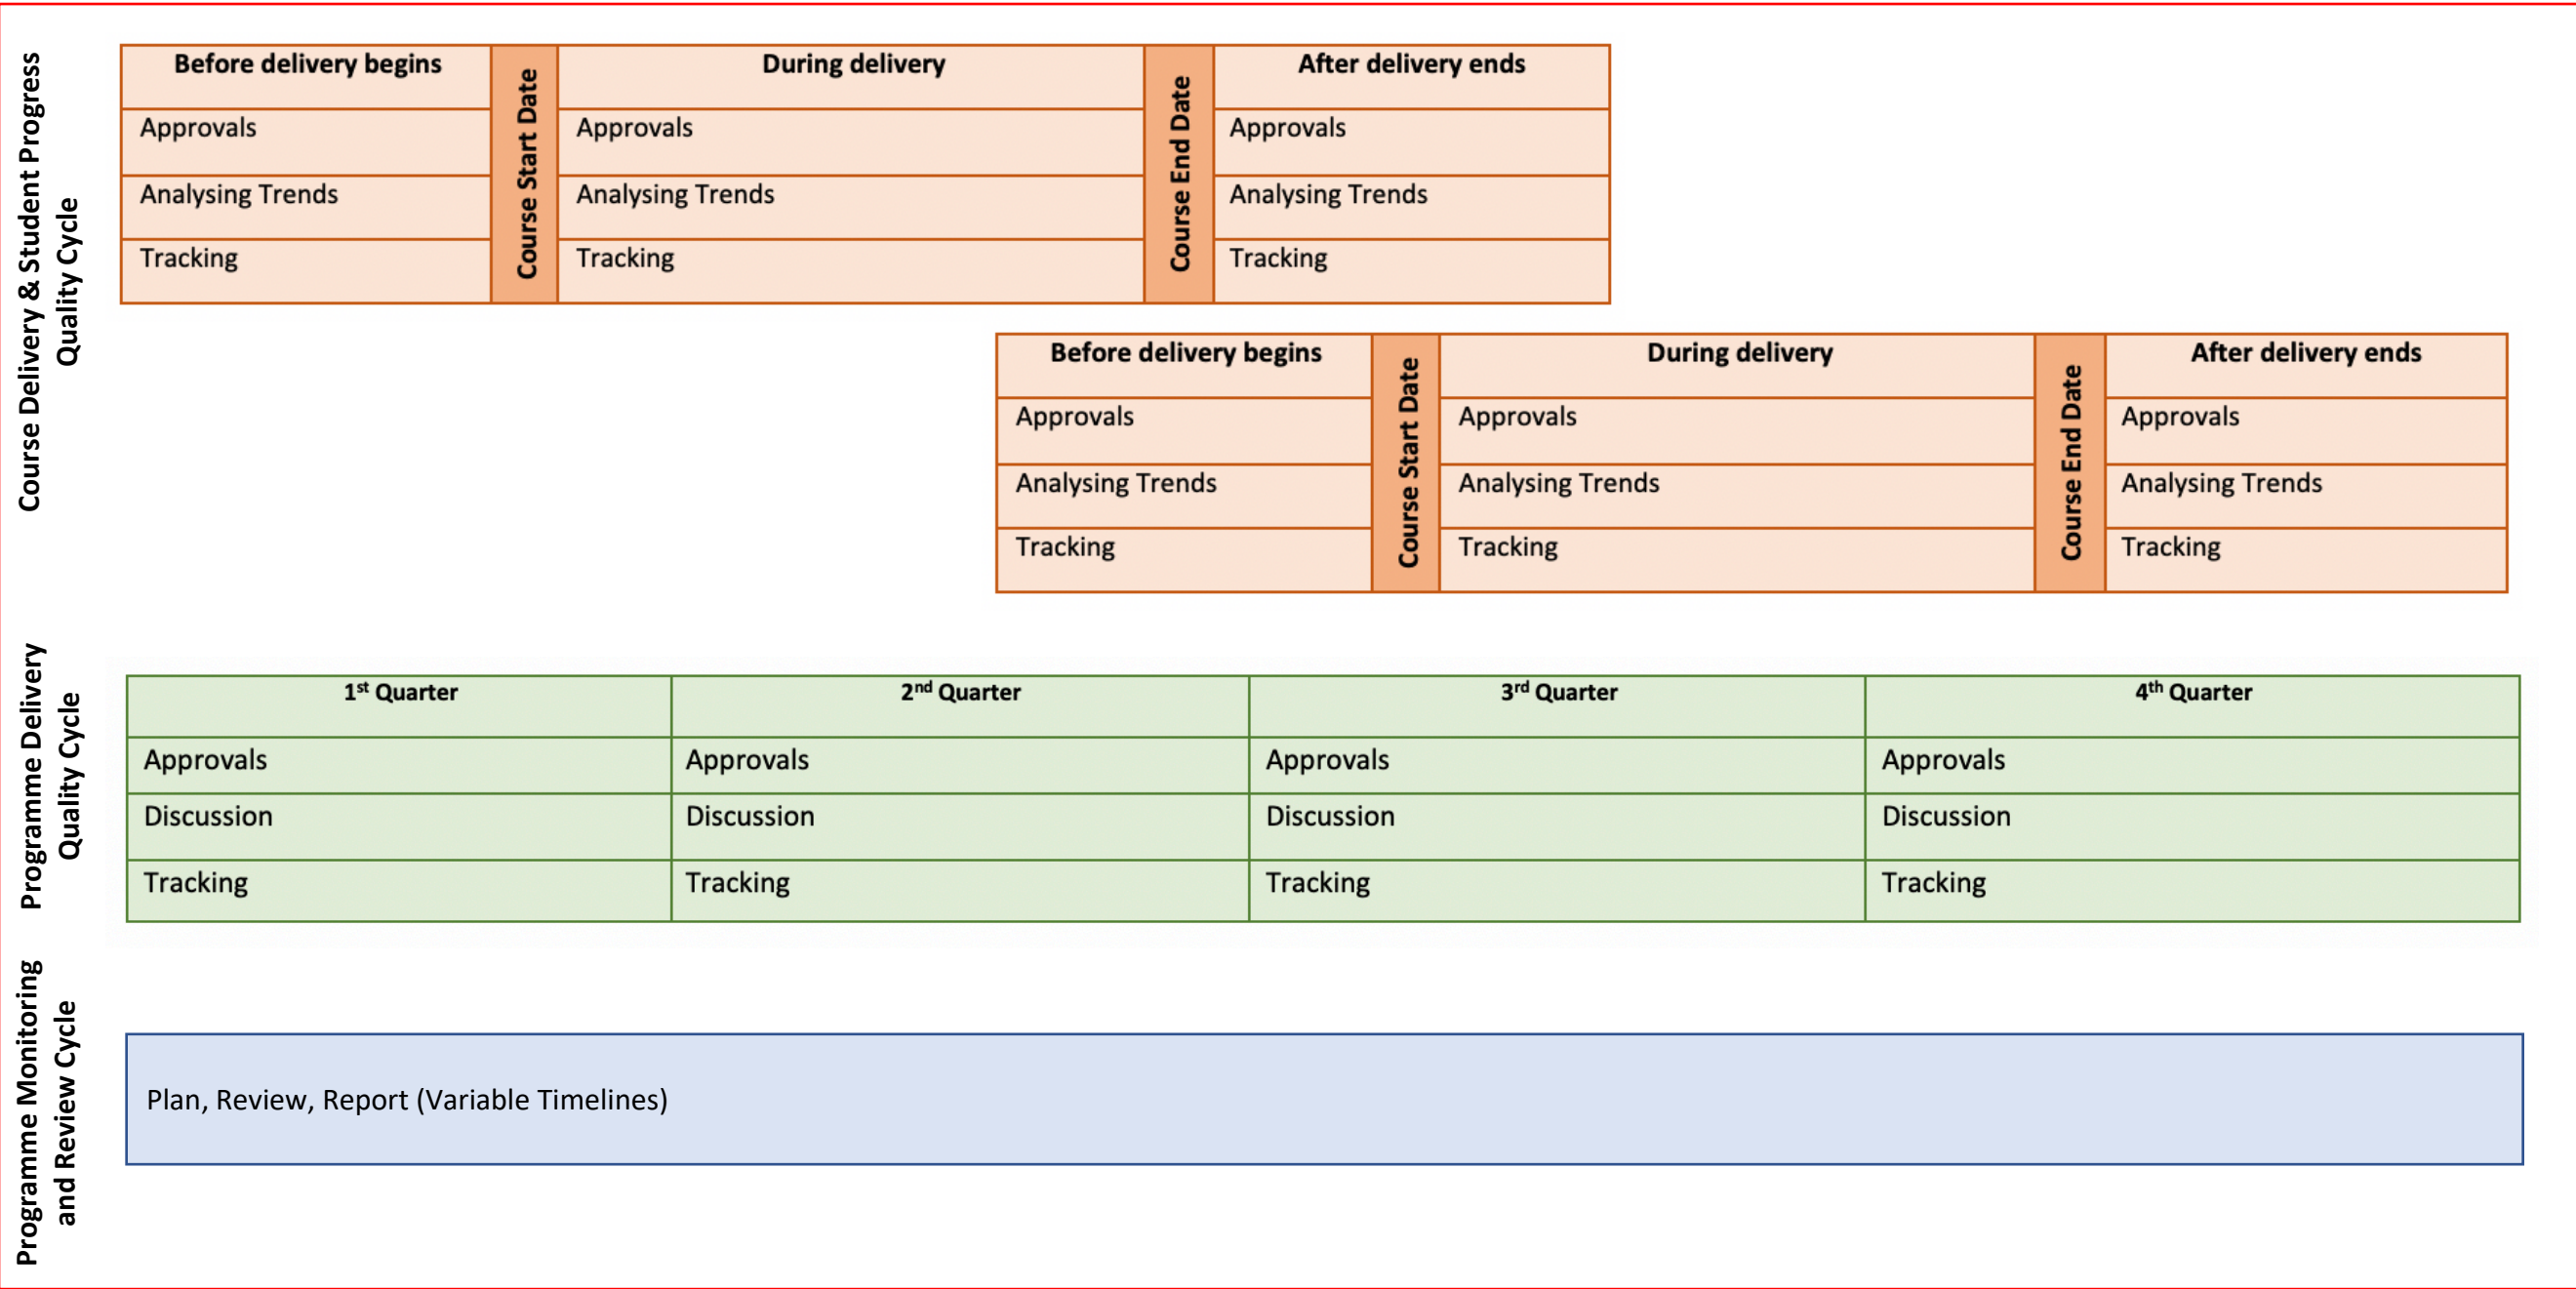 Course Delivery & Student Progress
Quality Cycle
Before delivery begins
Course Start Date
During delivery
Course End Date
After delivery ends
Approvals
Approvals
Approvals
Analysing Trends
Analysing Trends
Analysing Trends
Tracking
Tracking
Tracking
Before delivery begins
Course Start Date
During delivery
Course End Date
After delivery ends
Approvals
Approvals
Approvals
Analysing Trends
Analysing Trends
Analysing Trends
Tracking
Tracking
Tracking
Programme Delivery
Quality Cycle
1st Quarter
2nd Quarter
3rd Quarter
4th Quarter
Approvals
Approvals
Approvals
Approvals
Discussion
Discussion
Discussion
Discussion
Tracking
Tracking
Tracking
Tracking
Programme Monitoring
and Review Cycle
Plan, Review, Report (Variable Timelines)